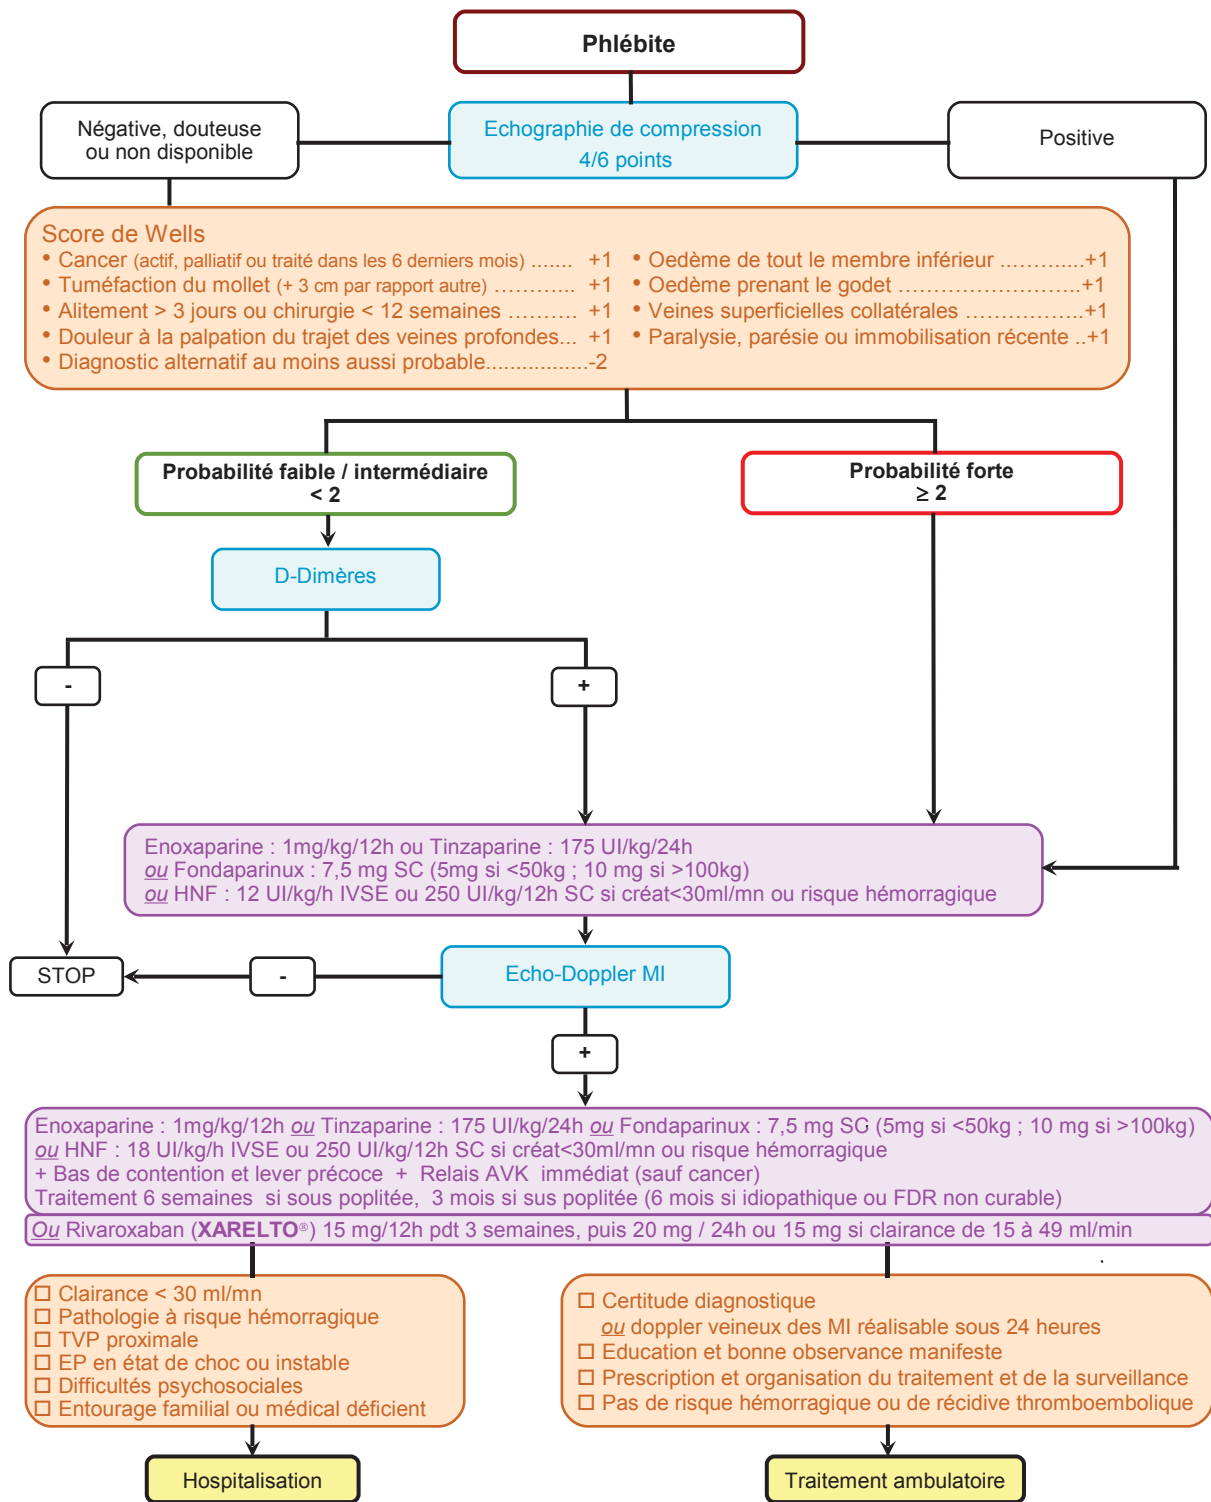 Phlébite
Négative, douteuse
ou non disponible
Echographie de compression
4/6 points
Positive
Score de Wells
• Cancer (actif, palliatif ou traité dans les 6 derniers mois) ....... +1
• Tuméfaction du mollet (+ 3 cm par rapport autre) ………… +1
• Alitement > 3 jours ou chirurgie < 12 semaines .......... +1
• Douleur à la palpation du trajet des veines profondes... +1
• Diagnostic alternatif au moins aussi probable.................-2
• Oedème de tout le membre inférieur ..............+1
• Oedème prenant le godet ……………………+1
• Veines superficielles collatérales ……………+1
• Paralysie, parésie ou immobilisation récente ..+1
Probabilité faible / intermédiaire
< 2
Probabilité forte
≥ 2
D-Dimères
-
+
Enoxaparine : 1mg/kg/12h ou Tinzaparine : 175 UI/kg/24h
ou Fondaparinux : 7,5 mg SC (5mg si <50kg ; 10 mg si >100kg)
ou HNF : 12 UI/kg/h IVSE ou 250 UI/kg/12h SC si créat<30ml/mn ou risque hémorragique
STOP
-
Echo-Doppler MI
+
Enoxaparine : 1mg/kg/12h ou Tinzaparine : 175 UI/kg/24h ou Fondaparinux : 7,5 mg SC (5mg si <50kg ; 10 mg si >100kg)
ou HNF : 18 UI/kg/h IVSE ou 250 UI/kg/12h SC si créat<30ml/mn ou risque hémorragique
+ Bas de contention et lever précoce + Relais AVK immédiat (sauf cancer)
Traitement 6 semaines si sous poplitée, 3 mois si sus poplitée (6 mois si idiopathique ou FDR non curable)
Ou Rivaroxaban (XARELTO®) 15 mg/12h pdt 3 semaines, puis 20 mg / 24h ou 15 mg si clairance de 15 à 49 ml/min
☐ Clairance < 30 ml/mn
☐ Pathologie à risque hémorragique
☐ TVP proximale
☐ EP en état de choc ou instable
☐ Difficultés psychosociales
☐ Entourage familial ou médical déficient
☐ Certitude diagnostique
ou doppler veineux des MI réalisable sous 24 heures
☐ Education et bonne observance manifeste
☐ Prescription et organisation du traitement et de la surveillance
☐ Pas de risque hémorragique ou de récidive thromboembolique
Hospitalisation
Traitement ambulatoire